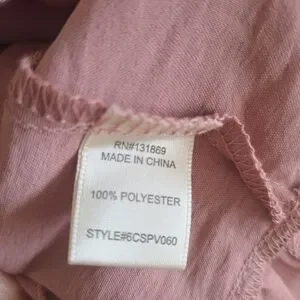 RN#131869
MADE IN CHINA
100% POLYESTER
STYLE#6CSPV060